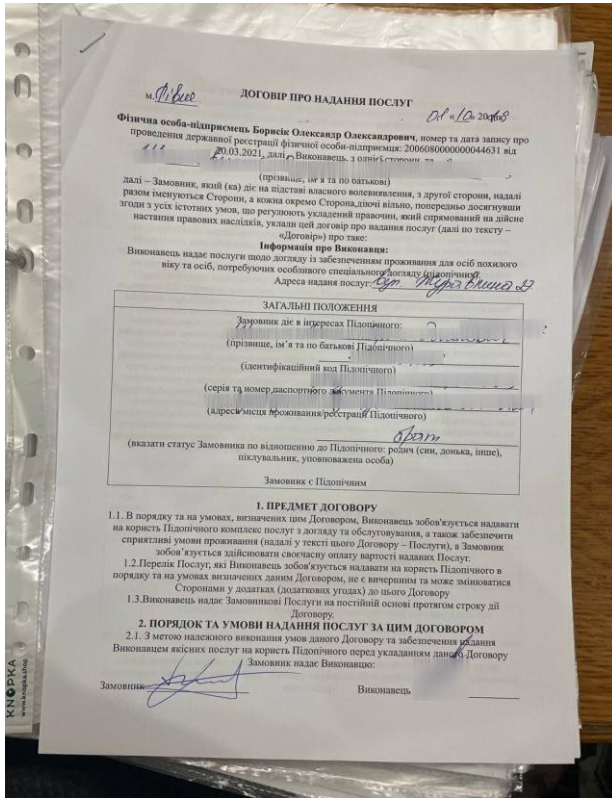 ДОГОВІР ПРО НАДАННЯ ПОСЛУГ
м. Рівне
01 «10» 20
Фізична особа-підприємець Борисік Олександр Олександрович, номер та дата запису про
проведення державної реєстрації фізичної особи-підприємця: 2006080000000044631 від
20.03.2021, далі – Виконавець, з однієї сторони, та
(прізвище, ім'я та по батькові)
далі – Замовник, який (ка) діє на підставі власного волевиявлення, з другої сторони, надалі
разом іменуються Сторони, а кожна окремо Сторона,діючі вільно, попередньо досягнувши
згоди з усіх істотних умов, що регулюють укладений правочин, який спрямований на дійсне
настання правових наслідків, уклали цей договір про надання послуг (далі по тексту –
«Договір») про таке:
Інформація про Виконавця:
Виконавець надає послуги щодо догляду із забезпеченням проживання для осіб похилого
віку та осіб, потребуючих особливого спеціального догляду (підопічних).
Адреса наданя послуг: вул. 27
ЗАГАЛЬНІ ПОЛОЖЕННЯ
Замовник діє в інтересах Підопічного:
(прізвище, ім'я та по батькові Підопічного)
(ідентифікаційний код Підопічного)
(серія та номер паспортного документа Підопічного)
(адреса місця проживання/реєстрації Підопічного)
брат
(вказати статус Замовника по відношенню до Підопічного: родич (син, донька, інше),
піклувальник, уповноважена особа)
Замовник є Підопічним
1. ПРЕДМЕТ ДОГОВОРУ
1.1. В порядку та на умовах, визначених цим Договором, Виконавець зобов'язується надавати
на користь Підопічного комплекс послуг з догляду та обслуговування, а також забезпечити
сприятливі умови проживання (надалі у тексті цього Договору – Послуги), а Замовник
зобов'язується здійснювати своєчасну оплату вартості наданих Послуг.
1.2.Перелік Послуг, які Виконавець зобов'язується надавати на користь Підопічного в
порядку та на умовах визначених даним Договором, не є вичерпним та може змінюватися
Сторонами у додатках (додаткових угодах) до цього Договору
1.3.Виконавець надає Замовникові Послуги на постійній основі протягом строку дії
Договору.
2. ПОРЯДОК ТА УМОВИ НАДАННЯ ПОСЛУГ ЗА ЦИМ ДОГОВОРОМ
2.1. З метою належного виконання умов даного Договору та забезпечення надання
Виконавцем якісних послуг на користь Підопічного перед укладанням даного Договору
Замовник надає Виконавцю:
Замовник
Виконавець
KNOPKA
www.knopka.shop